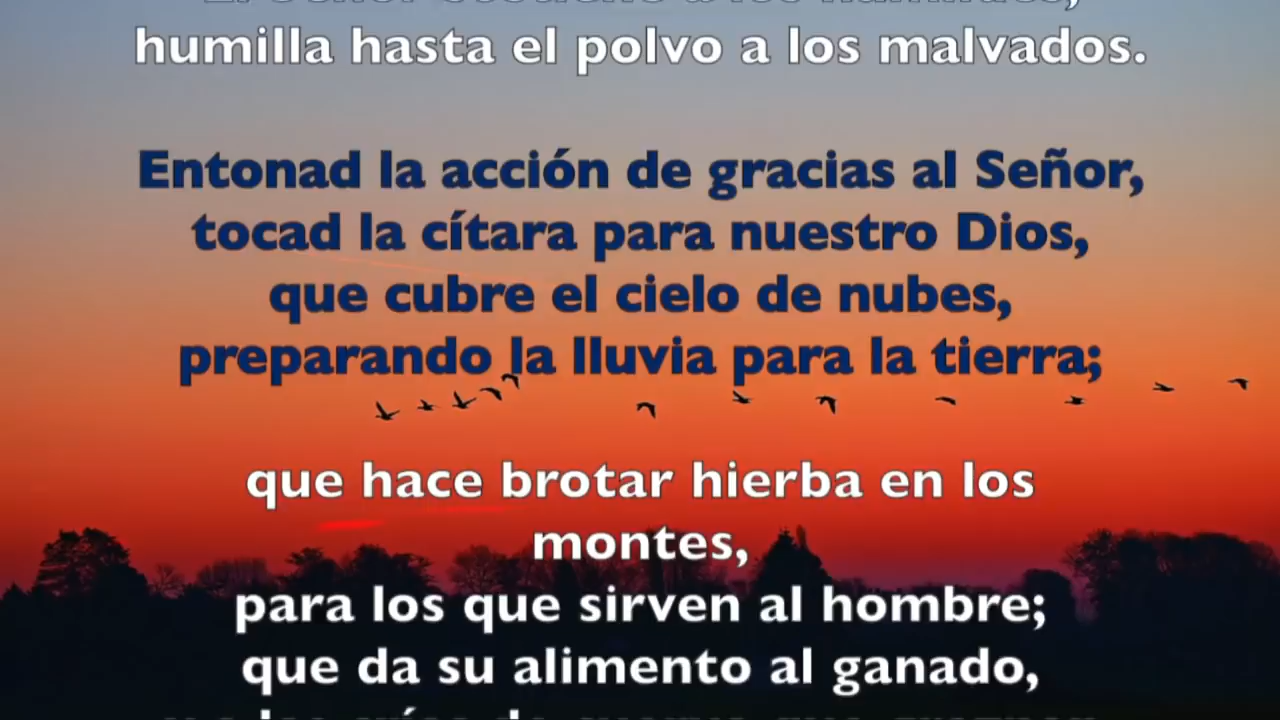 humilla hasta el polvo a los malvados.
Entonad la acción de gracias al Señor,
tocad la cítara para nuestro Dios,
que cubre el cielo de nubes,
preparando la lluvia para la tierra;
que hace brotar hierba en los
montes,
para los que sirven al hombre;
que da su alimento al ganado,